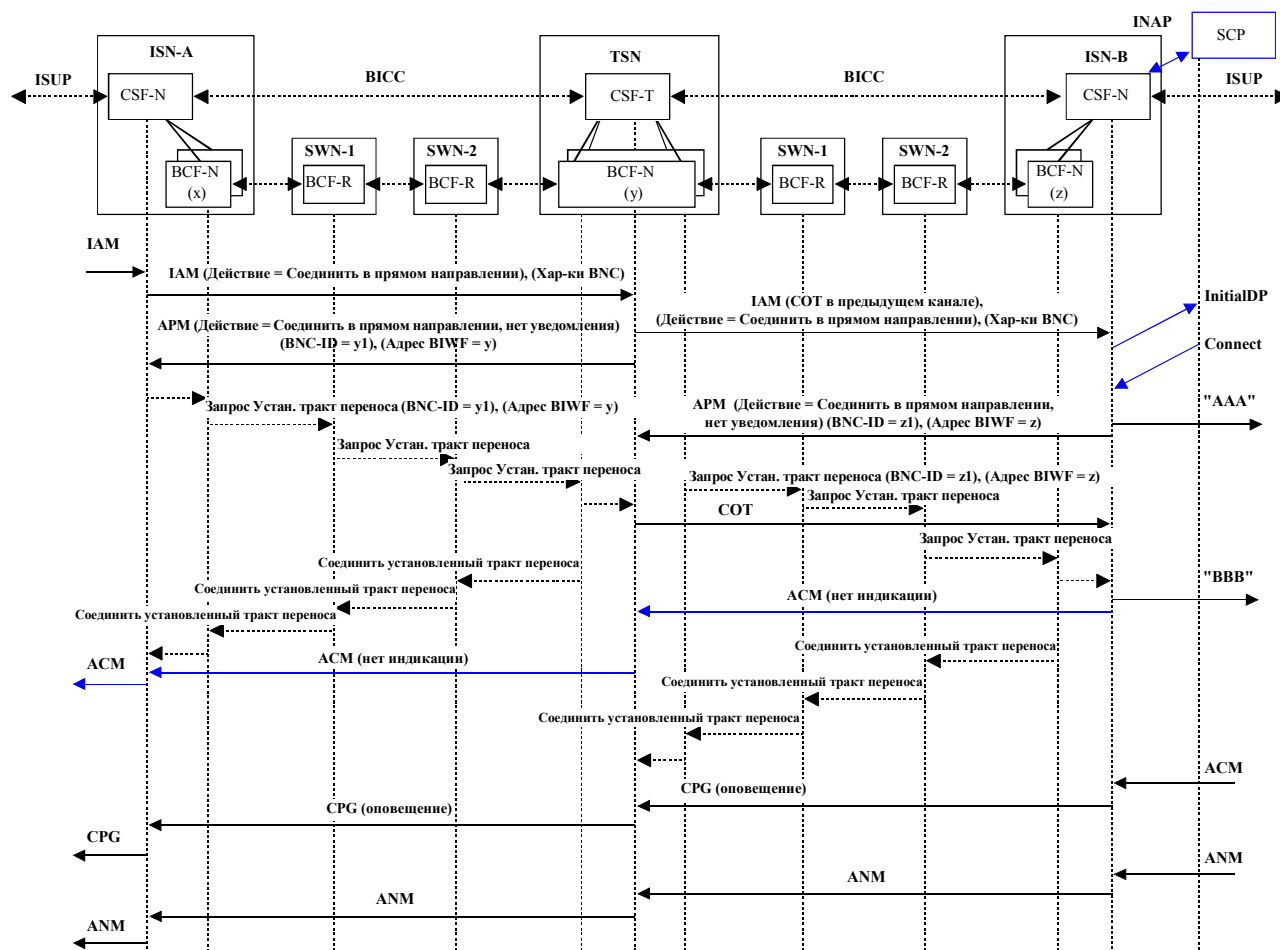 INAP
SCP
ISN-A
TSN
ISN-B
ISUP
BICC
BICC
ISUP
CSF-N
CSF-T
CSF-N
SWN-1
SWN-2
SWN-1
SWN-2
BCF-N
(x)
BCF-R
BCF-R
BCF-N
(y)
BCF-R
BCF-R
BCF-N
(z)
IAM
IAM (Действие = Соединить в прямом направлении), (Хар-ки BNC)
IAM (COT в предыдущем канале),
(Действие = Соединить в прямом направлении), (Хар-ки BNC)
InitialDP
APM (Действие = Соединить в прямом направлении, нет уведомления)
(BNC-ID = y1), (Адрес BIWF = y)
Connect
Запрос Устан. тракт переноса (BNC-ID = y1), (Адрес BIWF = y)
APM (Действие = Соединить в прямом направлении,
нет уведомления) (BNC-ID = z1), (Адрес BIWF = z)
"AAA"
Запрос Устан. тракт переноса
Запрос Устан. тракт переноса
Запрос Устан. тракт переноса (BNC-ID = z1), (Адрес BIWF = z)
Запрос Устан. тракт переноса
COT
Запрос Устан. тракт переноса
Соединить установленный тракт переноса
"BBB"
Соединить установленный тракт переноса
ACM (нет индикации)
Соединить установленный тракт переноса
ACM
ACM (нет индикации)
Соединить установленный тракт переноса
Соединить установленный тракт переноса
Соединить установленный тракт переноса
ACM
CPG (оповещение)
CPG (оповещение)
CPG
ANM
ANM
ANM
ANM